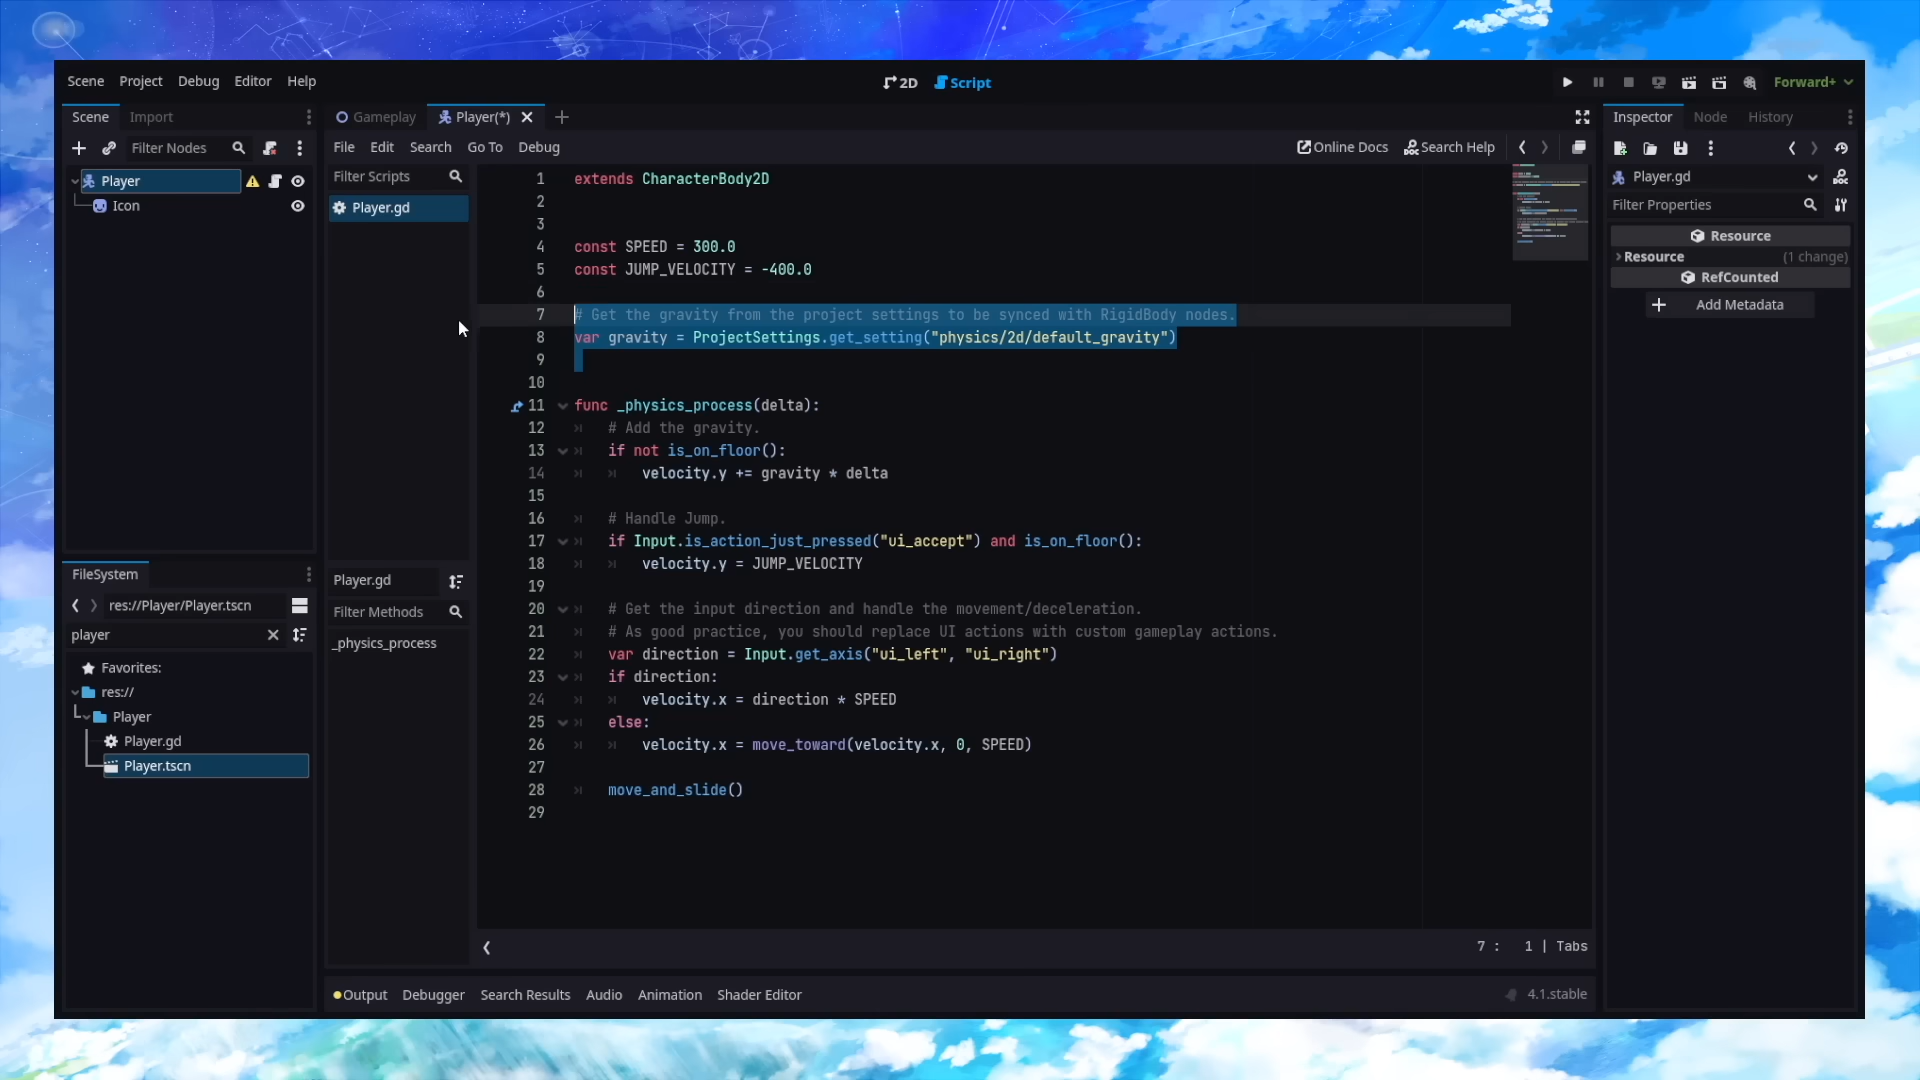 Scene Project Debug Editor Help
2D Script
Forward+
Scene Import
Filter Nodes
Player
Icon
FileSystem
res://Player/Player.tscn
player
Favorites:
res://
Player
Player.gd
Player.tscn
Gameplay Player(*)
File Edit Search Go To Debug
Online Docs Search Help
Filter Scripts
Player.gd
Player.gd
Filter Methods
_physics_process
1 extends CharacterBody2D
2
3
4 const SPEED = 300.0
5 const JUMP_VELOCITY = -400.0
6
7 # Get the gravity from the project settings to be synced with RigidBody nodes.
8 var gravity = ProjectSettings.get_setting("physics/2d/default_gravity")
9
10
11 func _physics_process(delta):
12 # Add the gravity.
13 if not is_on_floor():
14 velocity.y += gravity * delta
15
16 # Handle Jump.
17 if Input.is_action_just_pressed("ui_accept") and is_on_floor():
18 velocity.y = JUMP_VELOCITY
19
20 # Get the input direction and handle the movement/deceleration.
21 # As good practice, you should replace UI actions with custom gameplay actions.
22 var direction = Input.get_axis("ui_left", "ui_right")
23 if direction:
24 velocity.x = direction * SPEED
25 else:
26 velocity.x = move_toward(velocity.x, 0, SPEED)
27
28 move_and_slide()
29
7 : 1 | Tabs
Output Debugger Search Results Audio Animation Shader Editor
4.1.stable
Inspector Node History
Player.gd
Filter Properties
Resource
Resource (1 change)
RefCounted
Add Metadata